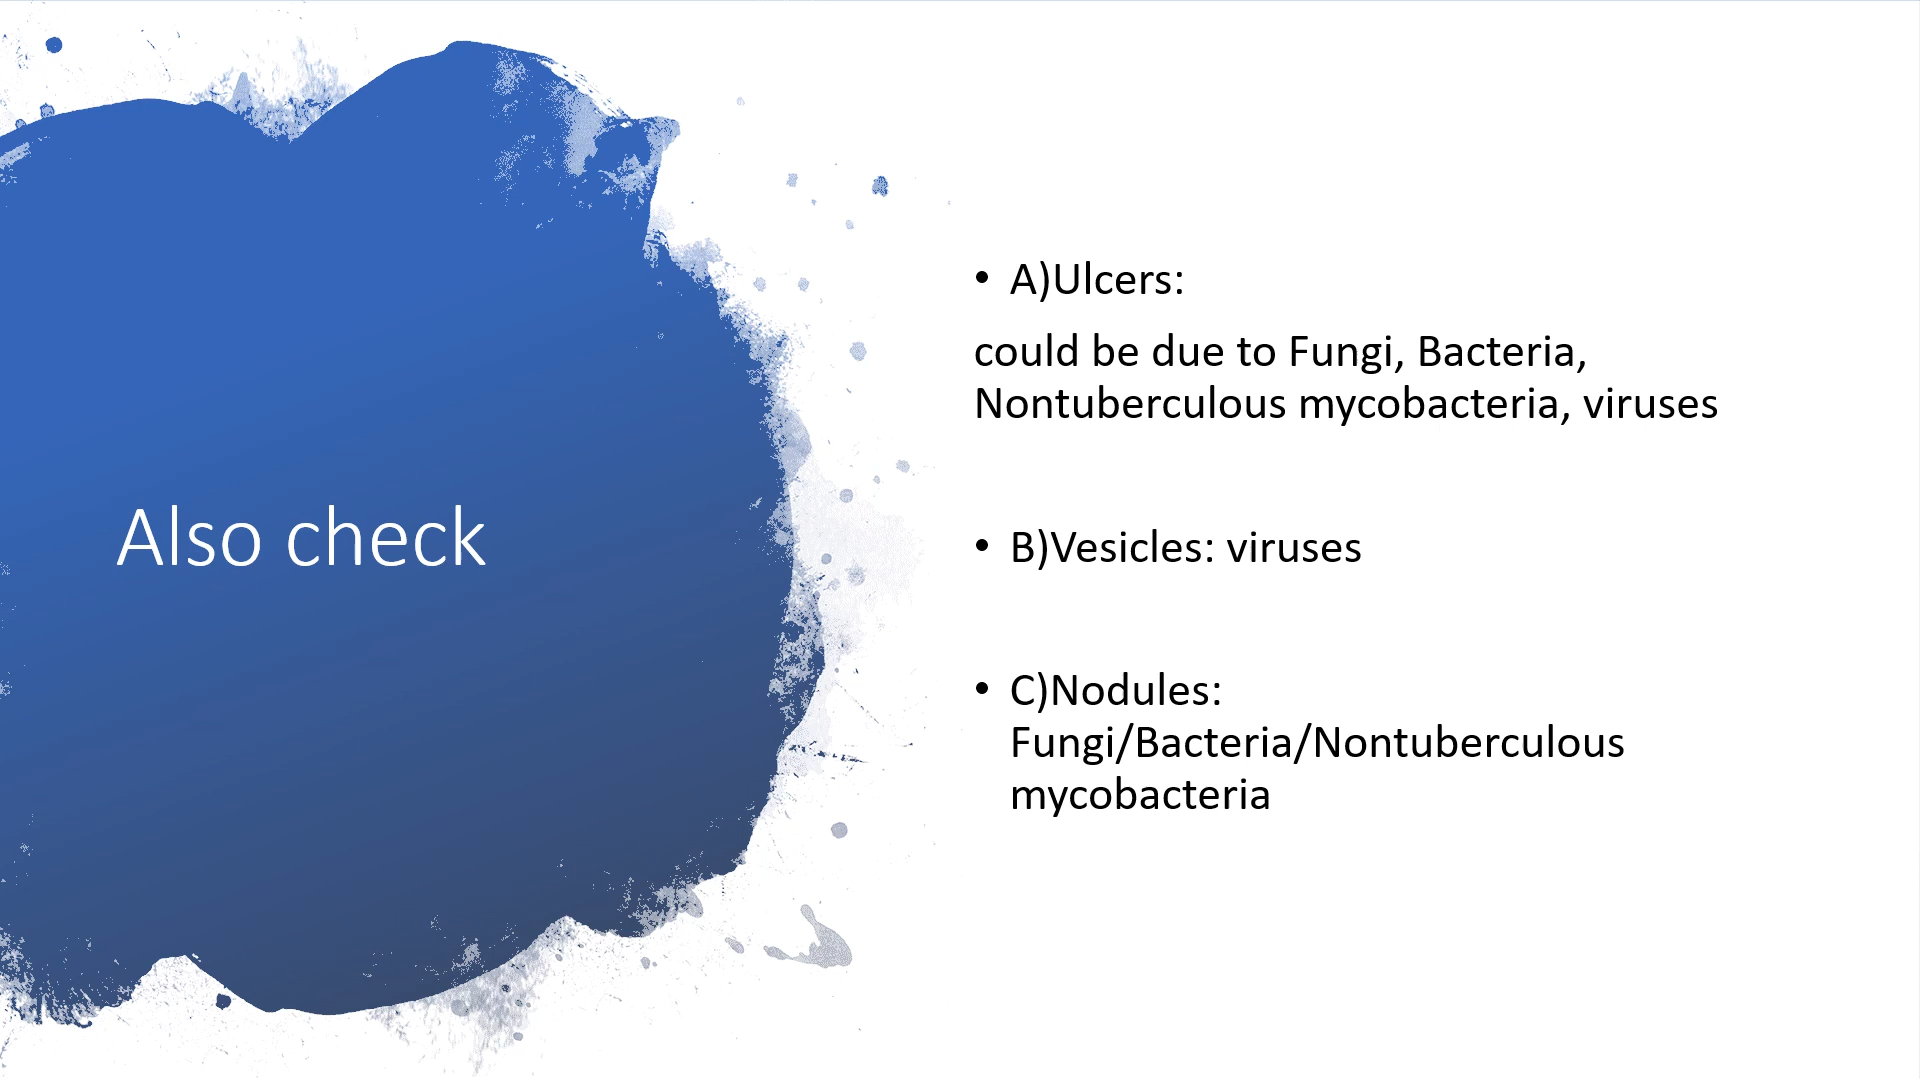 Also check
• A)Ulcers:
could be due to Fungi, Bacteria,
Nontuberculous mycobacteria, viruses
• B)Vesicles: viruses
• C)Nodules:
Fungi/Bacteria/Nontuberculous
mycobacteria